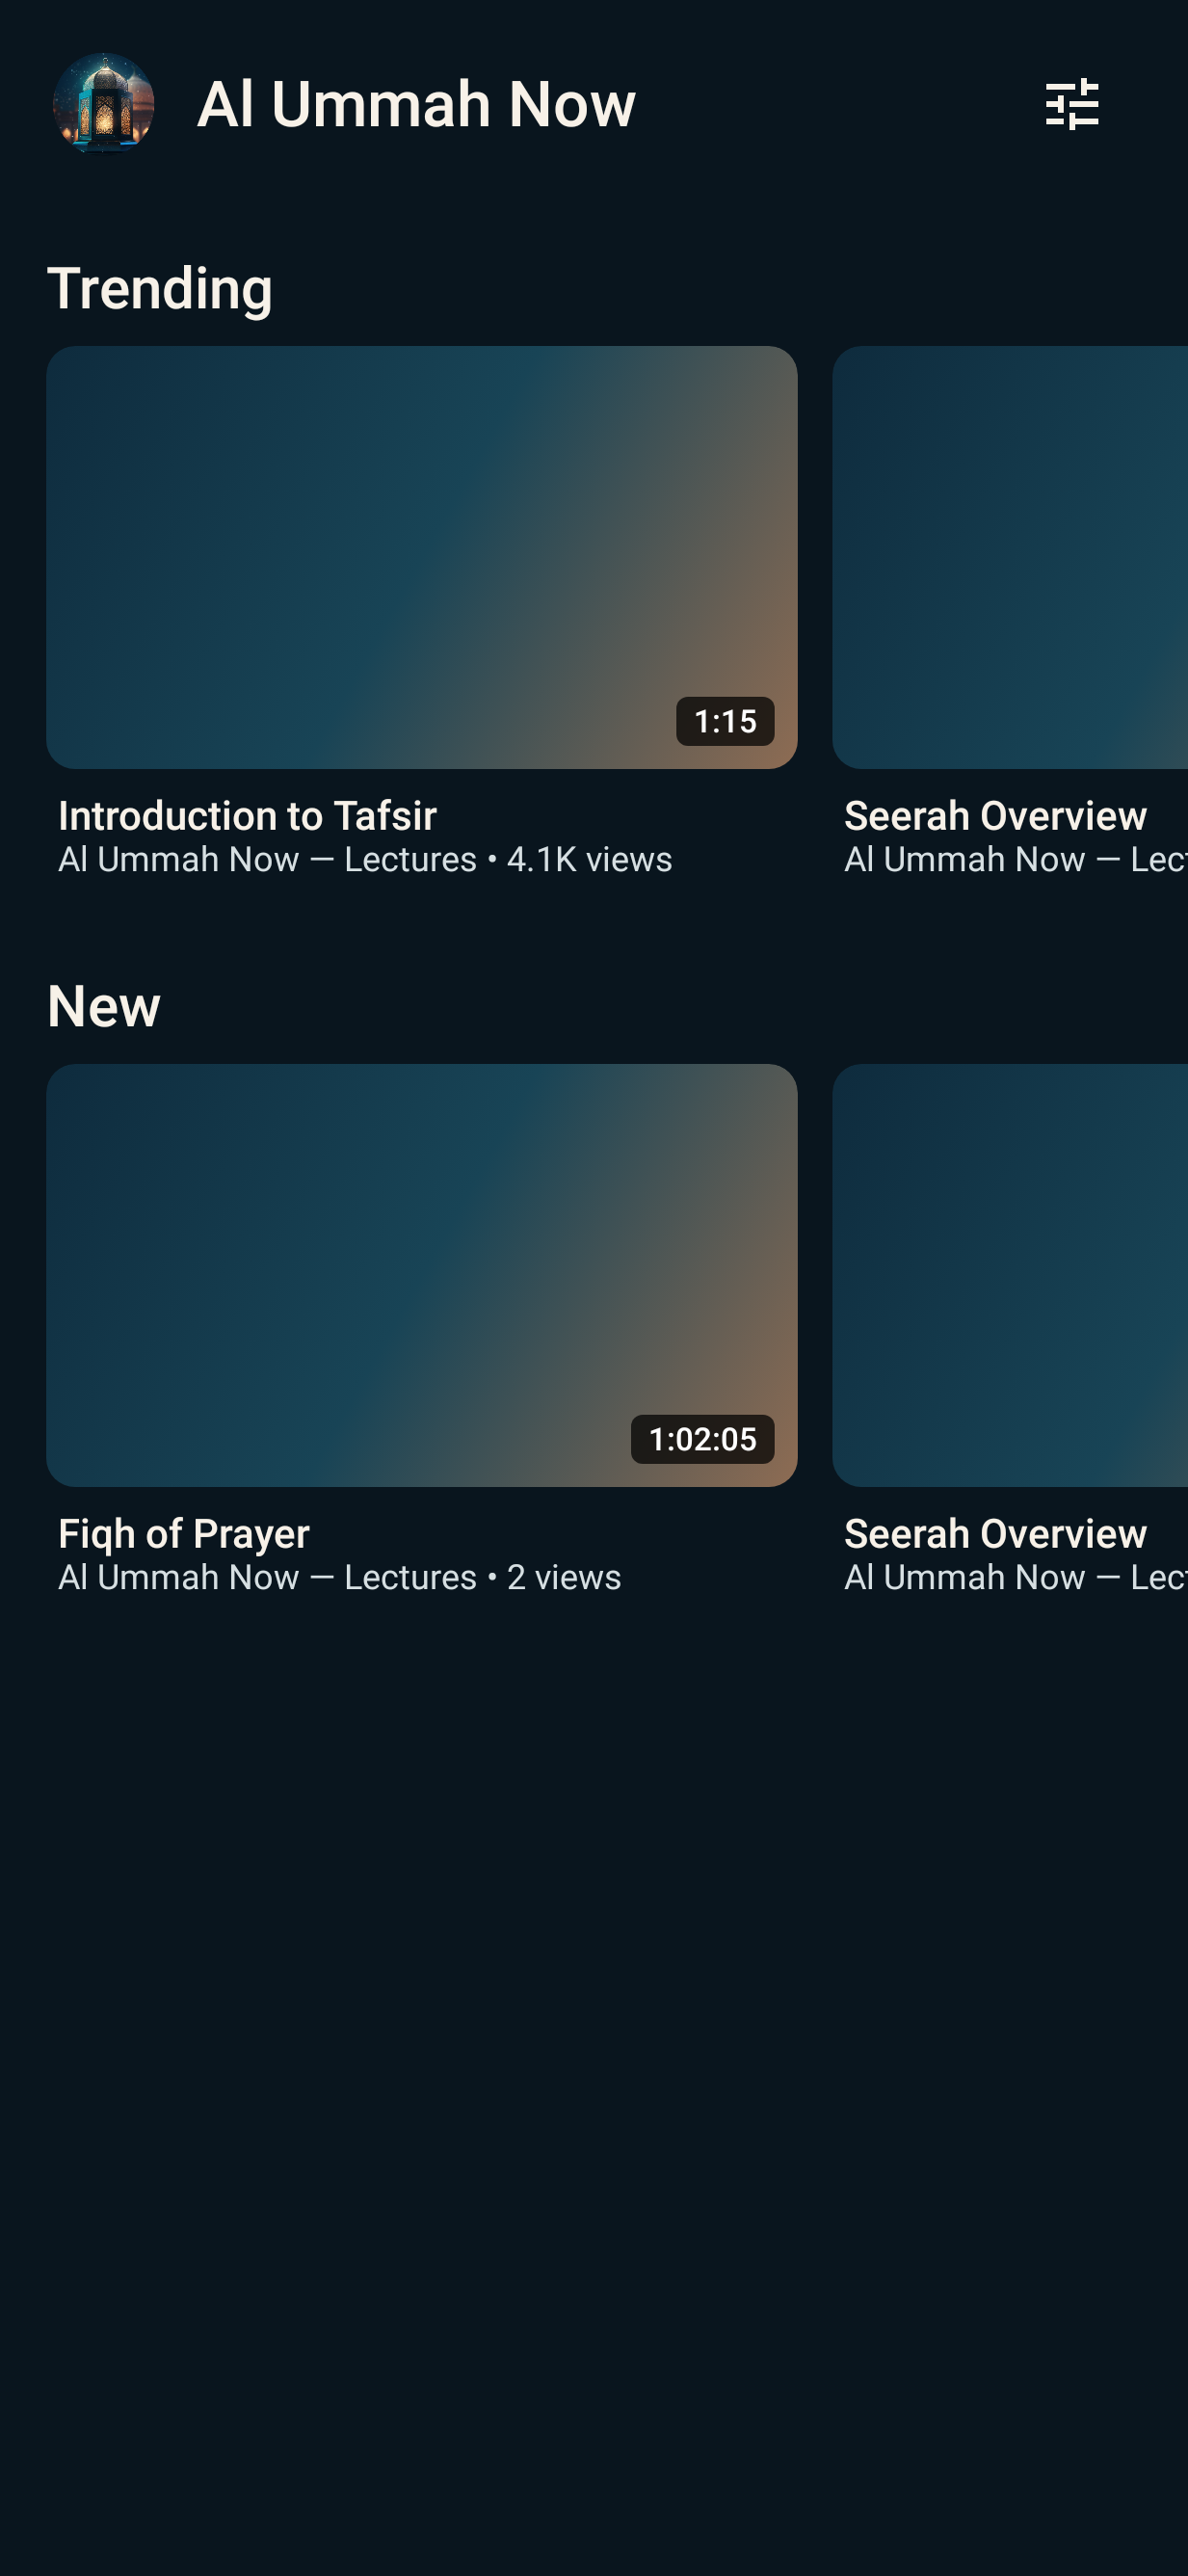 Al Ummah Now
Trending
1:15
Introduction to Tafsir
Al Ummah Now — Lectures • 4.1K views
Seerah Overview
Al Ummah Now —
New
1:02:05
Fiqh of Prayer
Al Ummah Now — Lectures • 2 views
Seerah Overview
Al Ummah Now —